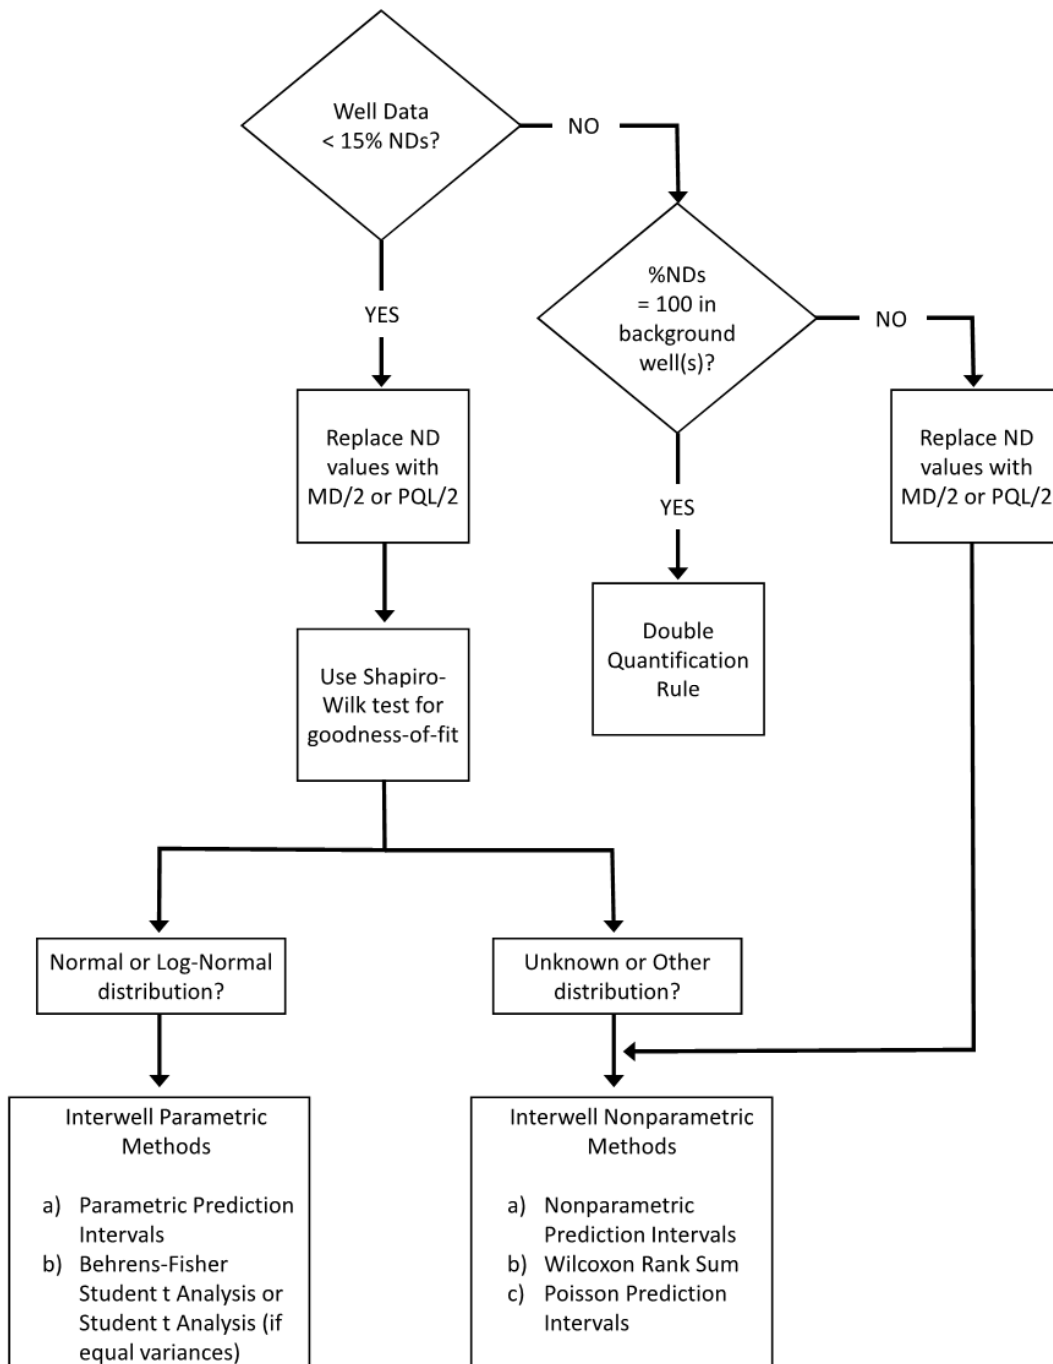 Well Data
< 15% NDs?
NO
%NDs
= 100 in
background
well(s)?
YES
NO
Replace ND
values with
MD/2 or PQL/2
Replace ND
values with
MD/2 or PQL/2
YES
Double
Quantification
Rule
Use Shapiro-
Wilk test for
goodness-of-fit
Normal or Log-Normal
distribution?
Unknown or Other
distribution?
Interwell Parametric
Methods
a) Parametric Prediction
Intervals
b) Behrens-Fisher
Student t Analysis or
Student t Analysis (if
equal variances)
Interwell Nonparametric
Methods
a) Nonparametric
Prediction Intervals
b) Wilcoxon Rank Sum
c) Poisson Prediction
Intervals